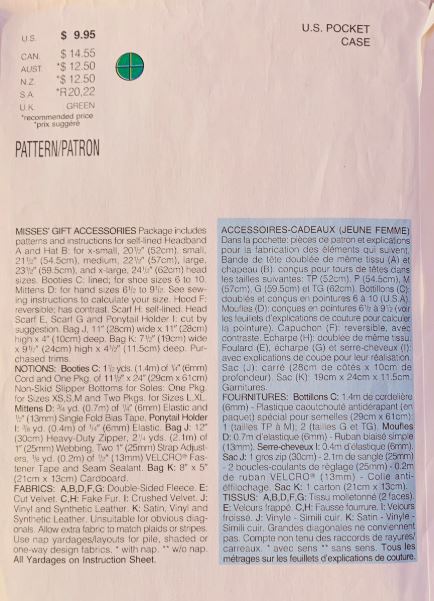 U.S. $ 9.95
CAN. $ 14.55
AUST. *$ 12.50
N.Z. *$ 12.50
S.A. *R20,22
U.K. GREEN
*recommended price
*prix suggéré
U.S. POCKET
CASE
PATTERN/PATRON
MISSES' GIFT ACCESSORIES Package includes
patterns and instructions for self-lined Headband
A and Hat B: for x-small, 20½" (52cm), small,
21½" (54.5cm), medium, 22½" (57cm), large,
23½" (59.5cm), and x-large, 24½" (62cm) head
sizes. Booties C: lined; for shoe sizes 6 to 10.
Mittens D: for hand sizes 6½ to 9½. See sew-
ing instructions to calculate your size. Hood F:
reversible; has contrast. Scarf H: self-lined. Head
Scarf E, Scarf G and Ponytail Holder I: cut by
suggestion. Bag J, 11" (28cm) wide x 11" (28cm)
high x 4" (10cm) deep. Bag K: 7½" (19cm) wide
x 9½" (24cm) high x 4½" (11.5cm) deep. Pur-
chased trims.
NOTIONS: Booties C: 1½ yds. (1.4m) of ¼" (6mm)
Cord and One Pkg. of 11½" x 24" (29cm x 61cm)
Non-Skid Slipper Bottoms for Soles: One Pkg.
for Sizes XS,S,M and Two Pkgs. for Sizes L,XL.
Mittens D: ¾ yd. (0.7m) of ¼" (6mm) Elastic and
½" (13mm) Single Fold Bias Tape. Ponytail Holder
I: ⅜ yd. (0.4m) of ¼" (6mm) Elastic. Bag J: 12"
(30cm) Heavy-Duty Zipper, 2¼ yds. (2.1m) of
1" (25mm) Webbing, Two 1" (25mm) Strap Adjust-
ers, ⅛ yd. (0.2m) of ½" (13mm) VELCRO® Fas-
tener Tape and Seam Sealant. Bag K: 8" x 5"
(21cm x 13cm) Cardboard.
FABRICS: A,B,D,F,G: Double-Sided Fleece. E:
Cut Velvet. C,H: Fake Fur. I: Crushed Velvet. J:
Vinyl and Synthetic Leather. K: Satin, Vinyl and
Synthetic Leather. Unsuitable for obvious diag-
onals. Allow extra fabric to match plaids or stripes.
Use nap yardages/layouts for pile, shaded or
one-way design fabrics. * with nap. ** w/o nap.
All Yardages on Instruction Sheet.
ACCESSOIRES-CADEAUX (JEUNE FEMME)
Dans la pochette: pièces de patron et explications
pour la fabrication des éléments qui suivent.
Bande de tête doublée de même tissu (A) et
chapeau (B): conçus pour tours de têtes dans
les tailles suivantes: TP (52cm), P (54.5cm), M
(57cm), G (59.5cm) et TG (62cm). Bottillons (C):
doublés et conçus en pointures 6 à 10 (U.S.A).
Moufles (D): conçues en pointures 6½ à 9½ (voir
les feuillets d'explications de couture pour calculer
la pointure). Capuchon (F): reversible, avec
contraste. Echarpe (H): doublée de même tissu.
Foulard (E), écharpe (G) et serre-cheveux (I):
avec explications de coupe pour leur réalisation.
Sac (J): carré (28cm de côtés x 10cm de
profondeur). Sac (K): 19cm x 24cm x 11.5cm.
Garnitures.
FOURNITURES: Bottillons C: 1.4m de cordelière
(6mm) - Plastique caoutchouté antidérapant (en
paquet) spécial pour semelles (29cm x 61cm):
1 (tailles TP à M); 2 (tailles G et TG). Moufles
D: 0.7m d'élastique (6mm) - Ruban biaisé simple
(13mm). Serre-cheveux I: 0.4m d'élastique (6mm).
Sac J: 1 gros zip (30cm) - 2.1m de sangle (25mm)
- 2 boucles-coulants de réglage (25mm) - 0.2m
de ruban VELCRO® (13mm) - Colle anti-
éffilochage. Sac K: 1 carton (21cm x 13cm).
TISSUS: A,B,D,F,G: Tissu molletonné (2 faces).
E: Velours frappé. C,H: Fausse fourrure. I: Velours
froissé. J: Vinyle - Simili cuir. K: Satin - Vinyle -
Simili cuir. Grandes diagonales ne conviennent
pas. Compte non tenu des raccords de rayures/
carreaux. * avec sens ** sans sens. Tous les
métrages sur les feuillets d'explications de couture.